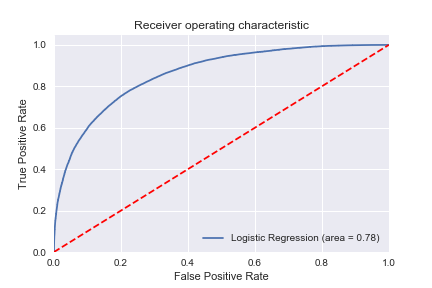 Receiver operating characteristic
1.0
0.8
0.6
0.4
0.2
0.0
True Positive Rate
Logistic Regression (area = 0.78)
0.0 0.2 0.4 0.6 0.8 1.0
False Positive Rate